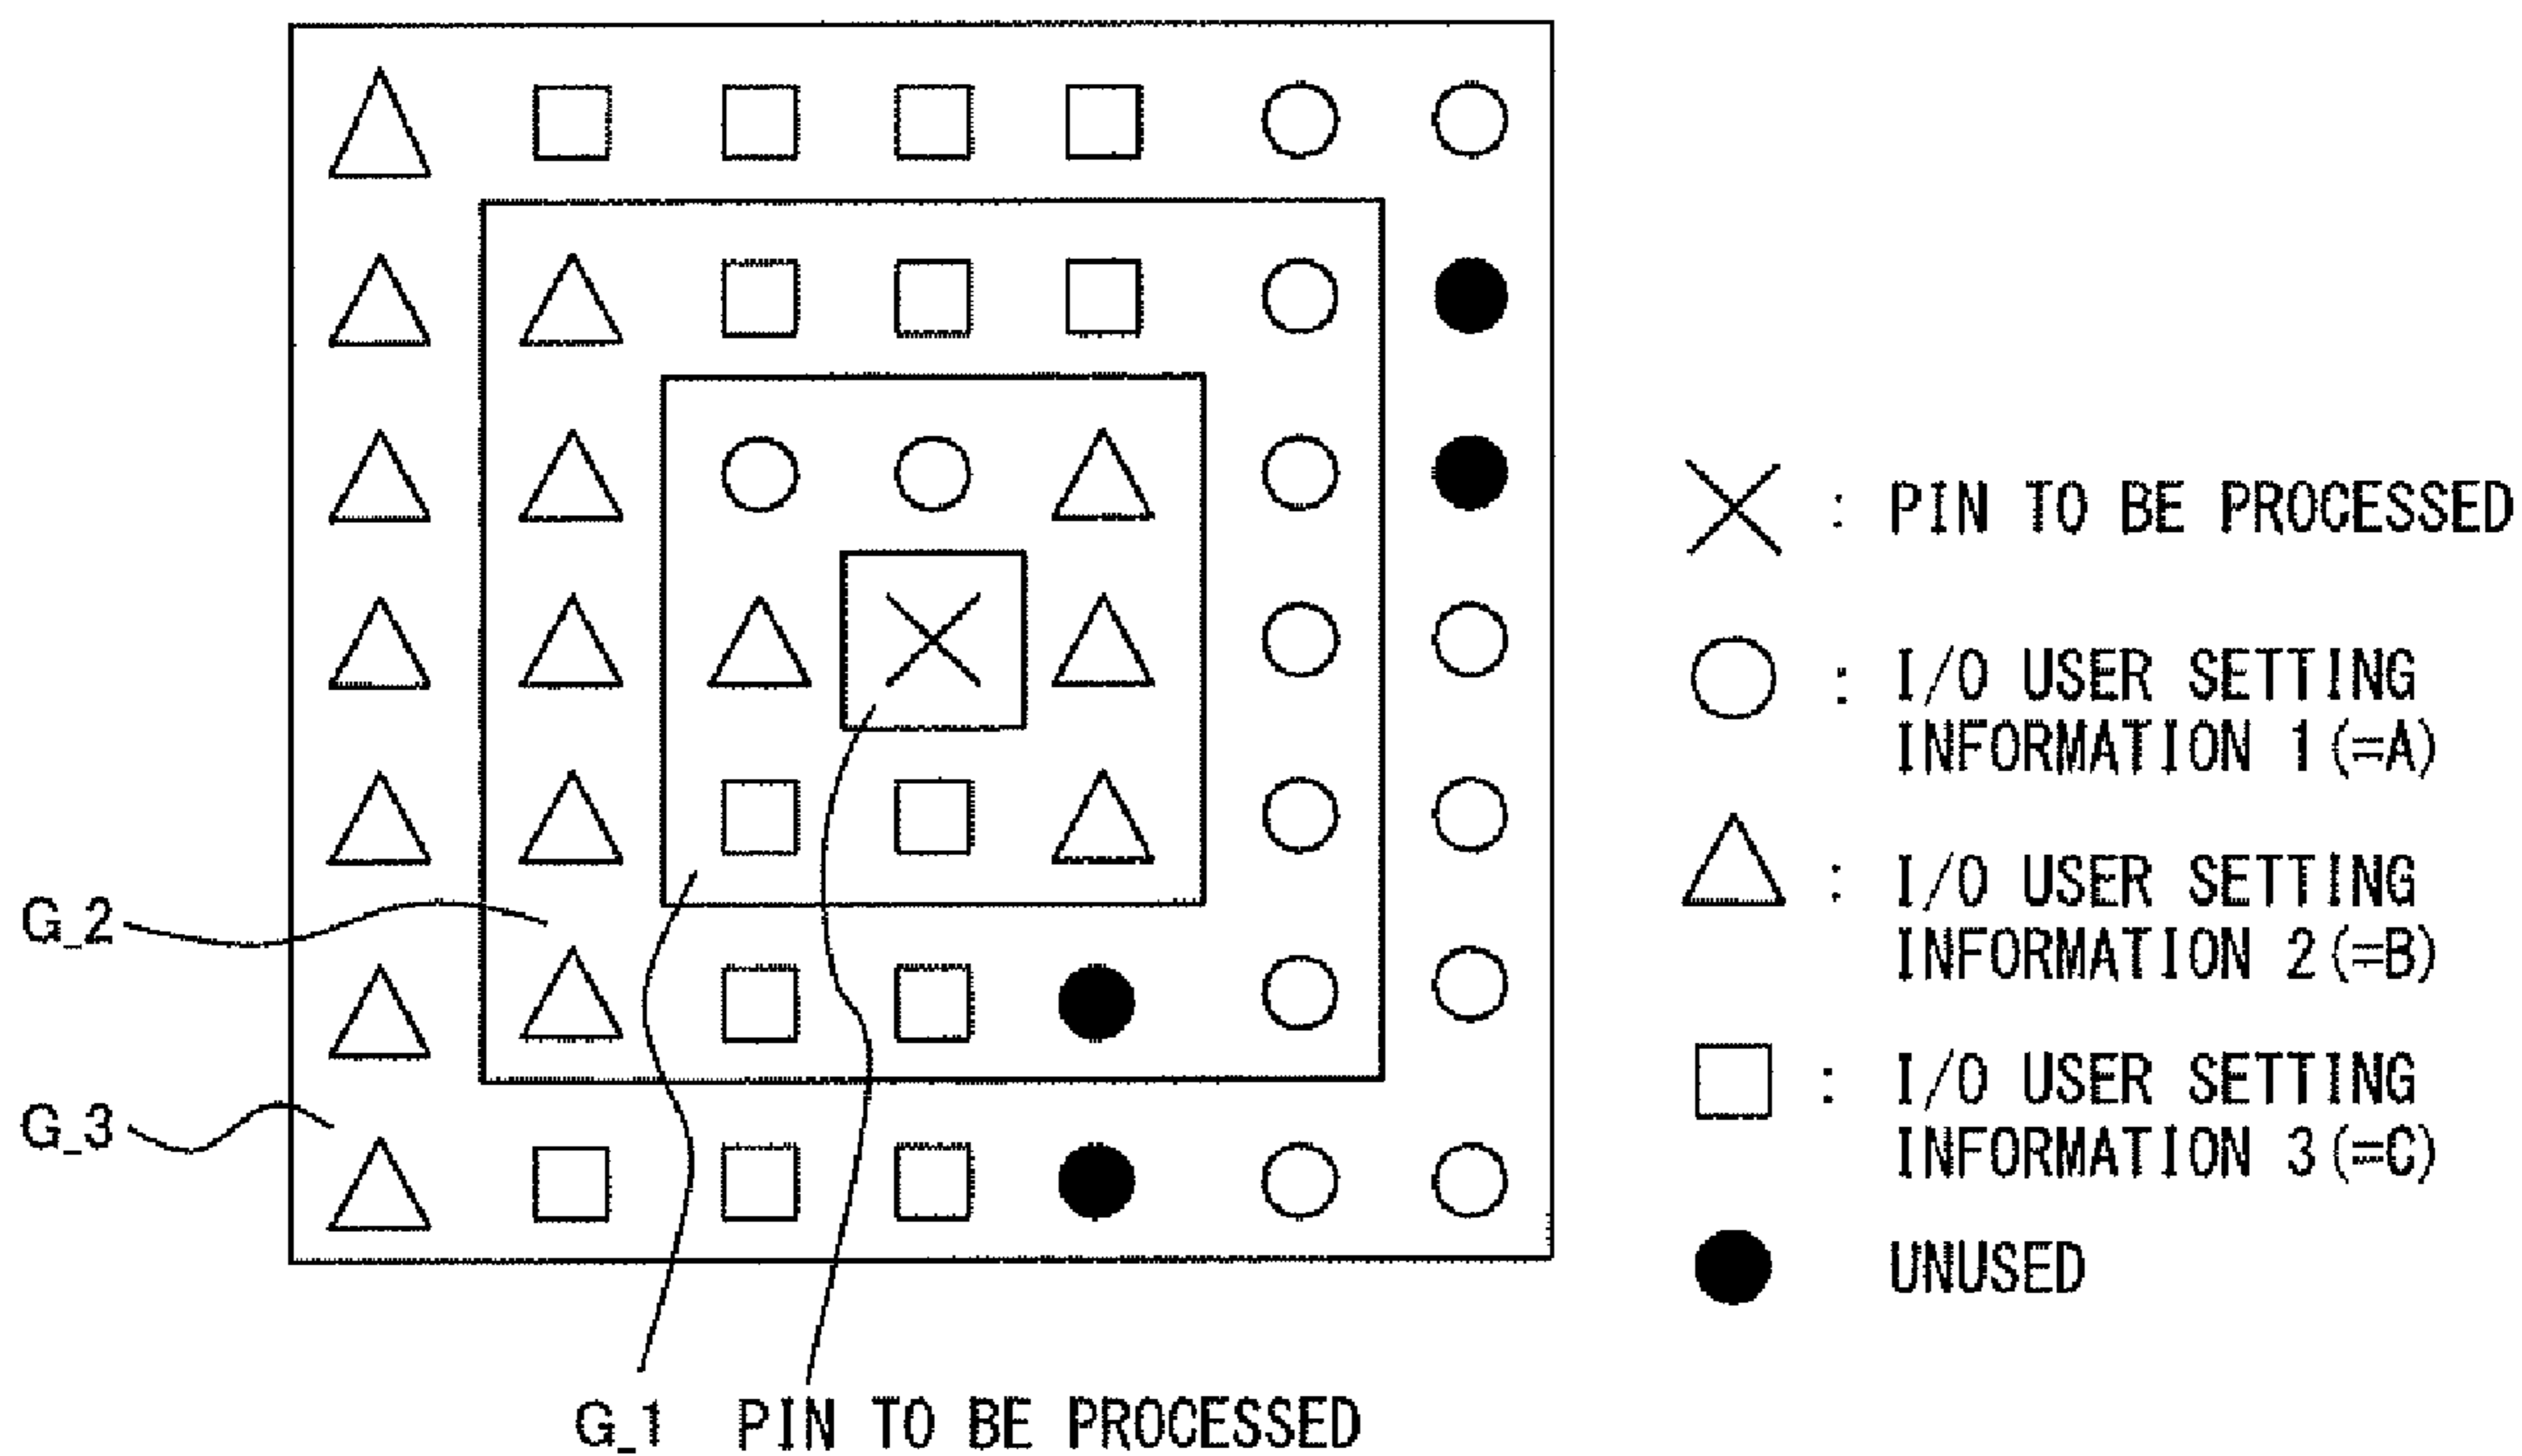 : PIN TO BE PROCESSED
: I/O USER SETTING
INFORMATION 1(=A)
: I/O USER SETTING
INFORMATION 2(=B)
: I/O USER SETTING
INFORMATION 3(=C)
UNUSED
G_2
G_3
G_1 PIN TO BE PROCESSED